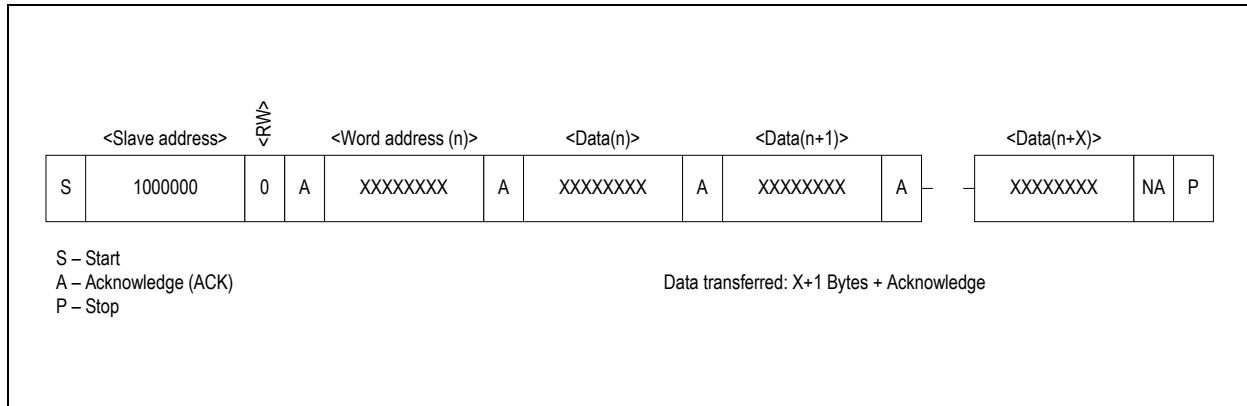 <RW>
<Slave address> <Word address (n)> <Data(n)> <Data(n+1)> <Data(n+X)>
S 1000000 0 A XXXXXXXX A XXXXXXXX A XXXXXXXX A XXXXXXXX NA P
S – Start
A – Acknowledge (ACK) Data transferred: X+1 Bytes + Acknowledge
P – Stop